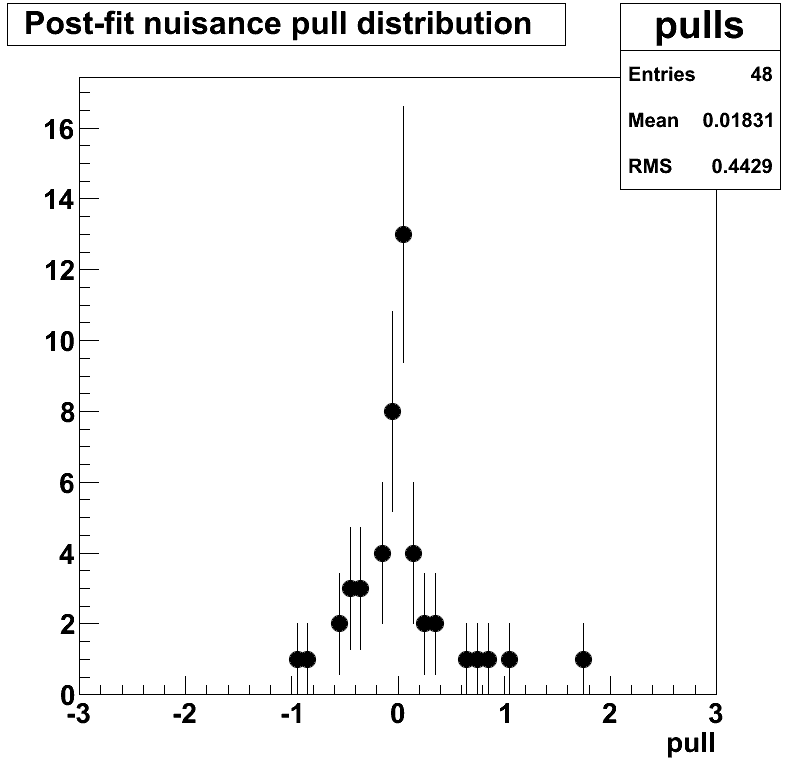 Post-fit nuisance pull distribution
pulls
Entries 48
Mean 0.01831
RMS 0.4429
16
14
12
10
8
6
4
2
0
-3 -2 -1 0 1 2 3
pull